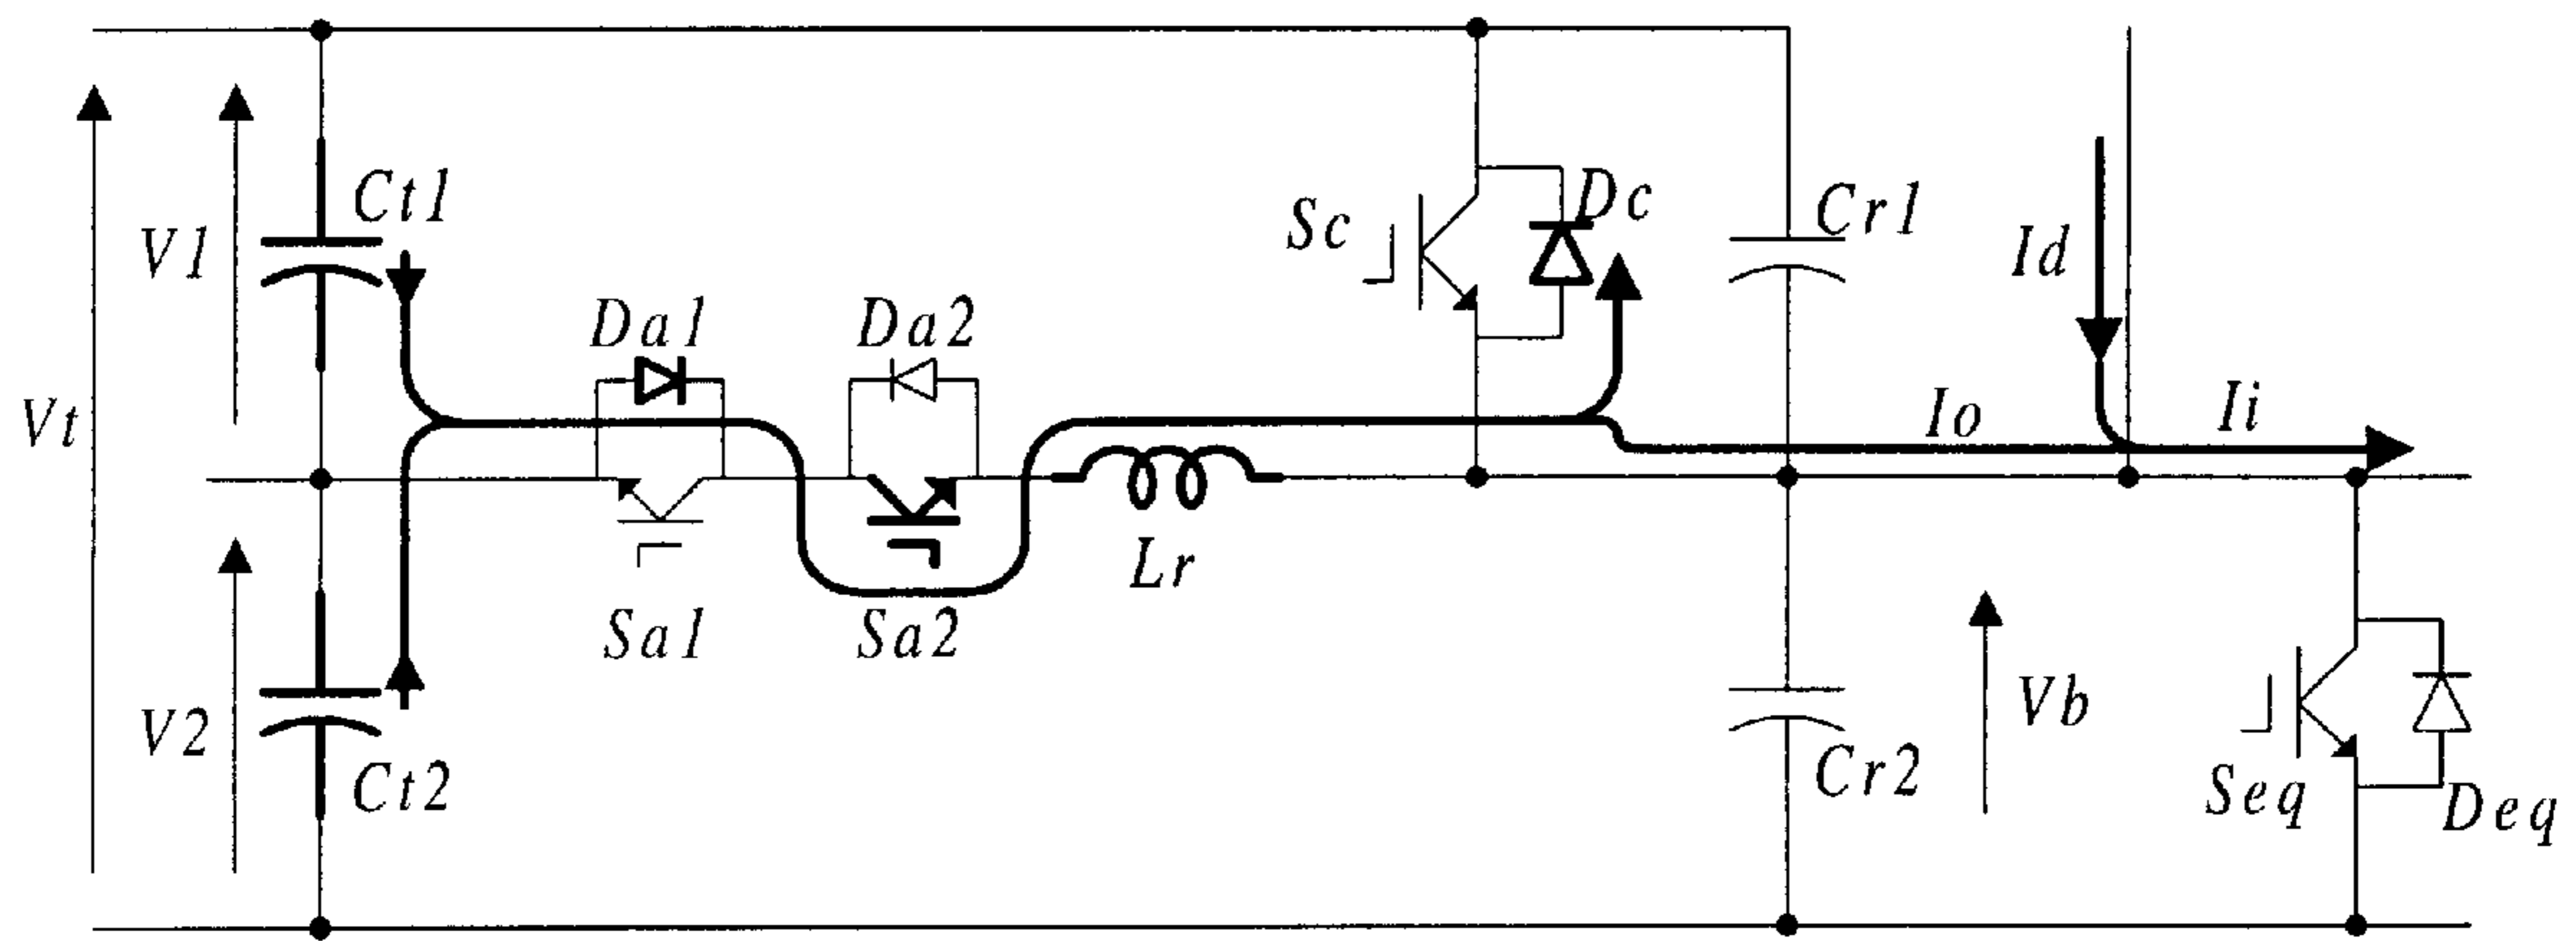 Ct1
Dc
Sc
Cr1
V1
Id
Da1
Da2
Vt
Io
Ii
Lr
Sa1
Sa2
V2
Vb
Ct2
Cr2
Seq
Deq